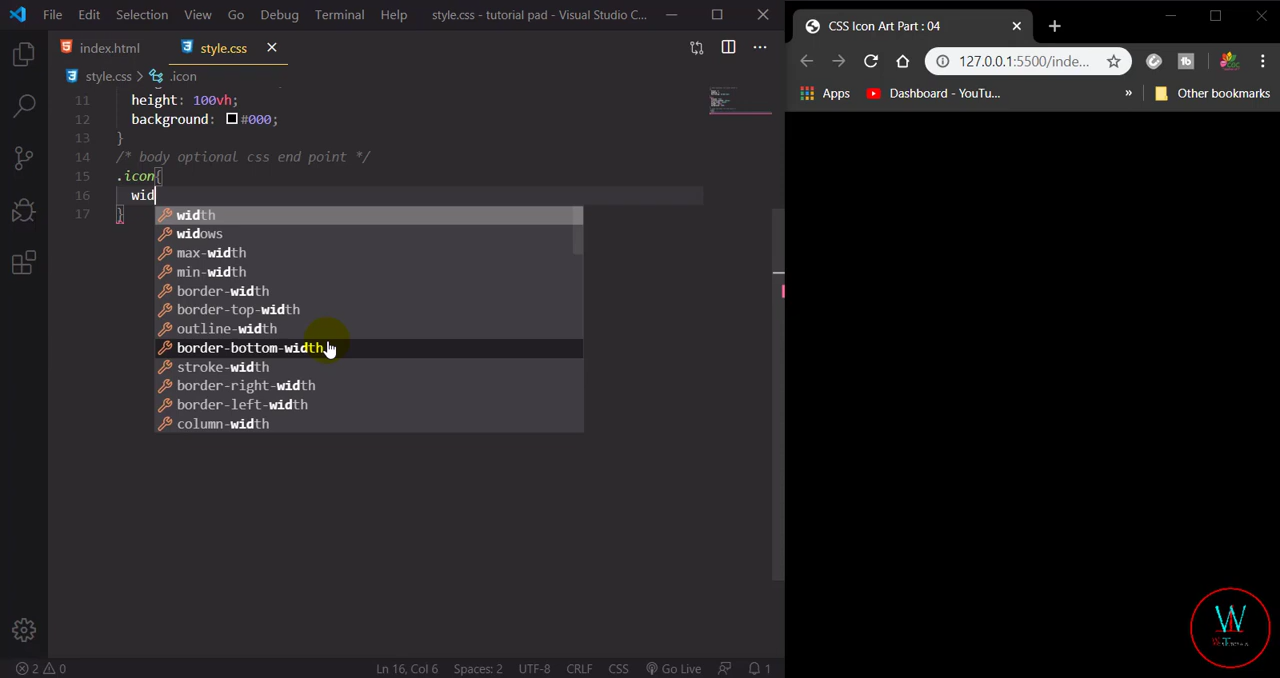 File Edit Selection View Go Debug Terminal Help style.css - tutorial pad - Visual Studio C...
index.html style.css
style.css > .icon
11 height: 100vh;
12 background: #000;
13 }
14 /* body optional css end point */
15 .icon{
16 wid
17 }
width
widows
max-width
min-width
border-width
border-top-width
outline-width
border-bottom-width
stroke-width
border-right-width
border-left-width
column-width
2 0 Ln 16, Col 6 Spaces: 2 UTF-8 CRLF CSS Go Live 1
CSS Icon Art Part : 04
127.0.0.1:5500/inde...
Apps Dashboard - YouTu... » Other bookmarks